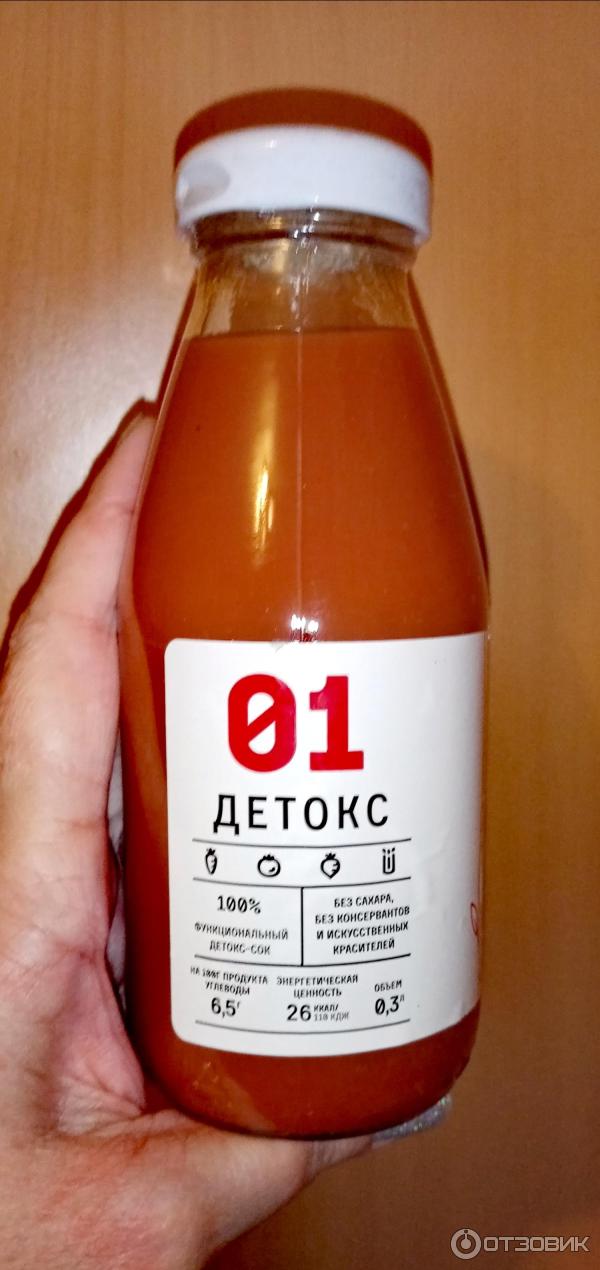 01
ДЕТОКС
100%
ФУНКЦИОНАЛЬНЫЙ
ДЕТОКС-СОК
БЕЗ САХАРА,
БЕЗ КОНСЕРВАНТОВ
И ИСКУССТВЕННЫХ
КРАСИТЕЛЕЙ
НА 100Г ПРОДУКТА
УГЛЕВОДЫ
6,5г
ЭНЕРГЕТИЧЕСКАЯ
ЦЕННОСТЬ
26 ККАЛ/
110 КДЖ
ОБЪЕМ
0,3л
ОТЗОВИК